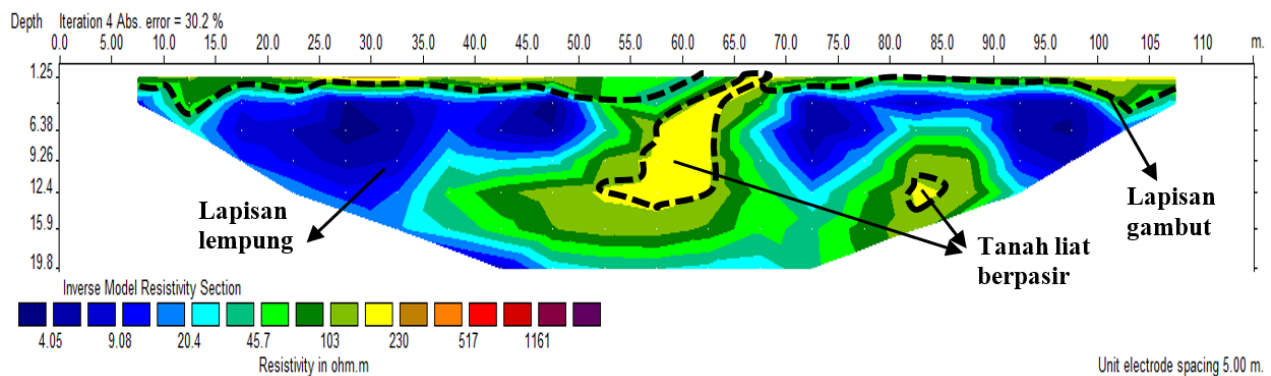 Depth Iteration 4 Abs. error = 30.2 %
0.0 5.0 10.0 15.0 20.0 25.0 30.0 35.0 40.0 45.0 50.0 55.0 60.0 65.0 70.0 75.0 80.0 85.0 90.0 95.0 100 105 110 m.
1.25
6.38
9.26
12.4
15.9
19.8
Lapisan
lempung
Tanah liat
berpasir
Lapisan
gambut
Inverse Model Resistivity Section
4.05 9.08 20.4 45.7 103 230 517 1161
Resistivity in ohm.m
Unit electrode spacing 5.00 m.